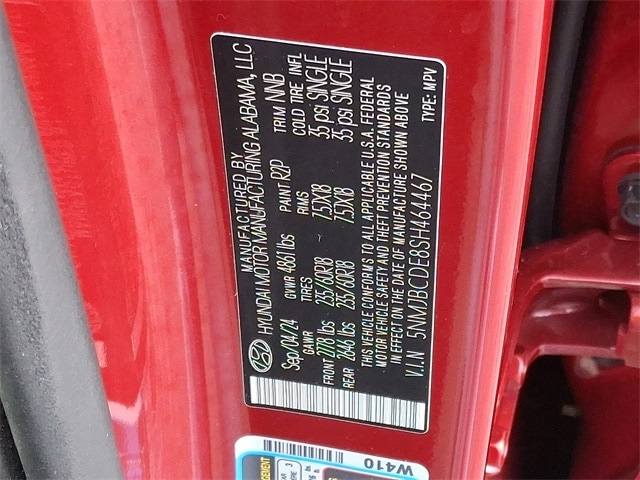 MANUFACTURED BY
HYUNDAI MOTOR MANUFACTURING ALABAMA, LLC
Sep/04/24 GVWR 4861 lbs PAINT R2P TRIM NNB
GAWR TIRES RIMS COLD TIRE INFL
FRONT 2778 lbs 235/60R18 7.5JX18 35 psi SINGLE
REAR 2646 lbs 235/60R18 7.5JX18 35 psi SINGLE
THIS VEHICLE CONFORMS TO ALL APPLICABLE U.S.A. FEDERAL
MOTOR VEHICLE SAFETY AND THEFT PREVENTION STANDARDS
IN EFFECT ON THE DATE OF MANUFACTURE SHOWN ABOVE
V.I.N 5NMJBCDE8SH464467 TYPE: MPV
W410